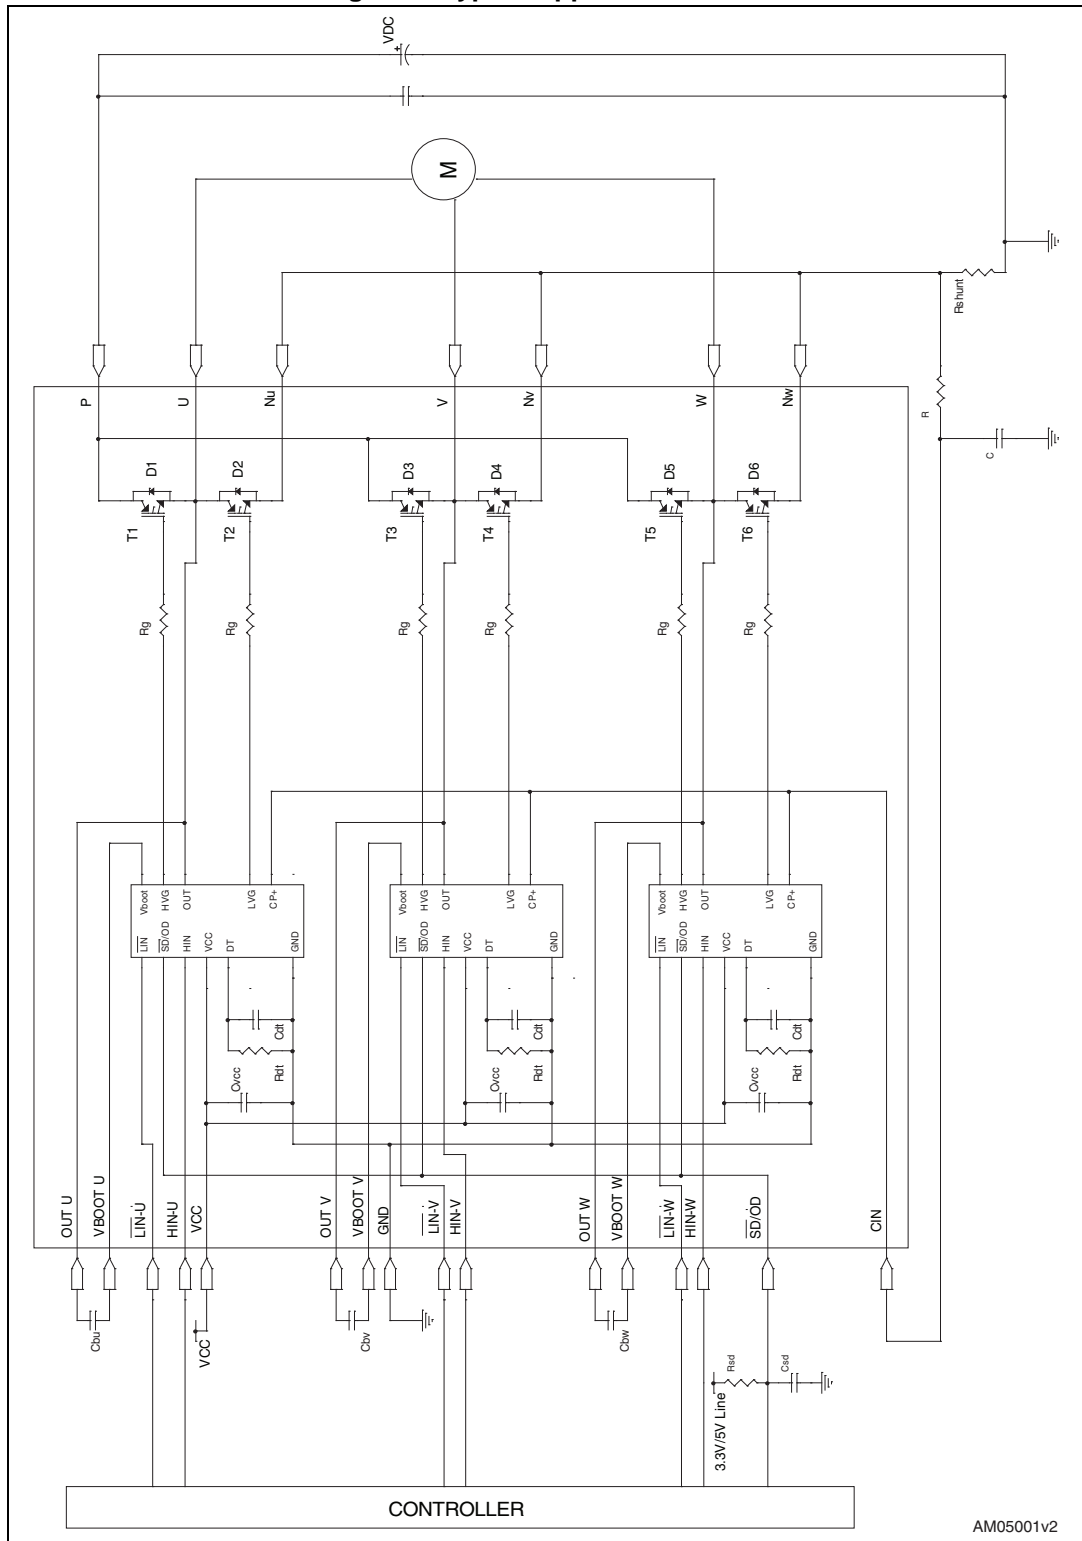 VDC
+
M
Rshunt
P
U
Nu
V
Nv
W
Nw
R
C
D1
D2
D3
D4
D5
D6
T1
T2
T3
T4
T5
T6
Rg
Rg
Rg
Rg
Rg
Rg
Vboot
HVG
OUT
LVG
CP+
LIN
SD/OD
HIN
VCC
DT
GND
Vboot
HVG
OUT
LVG
CP+
LIN
SD/OD
HIN
VCC
DT
GND
Vboot
HVG
OUT
LVG
CP+
LIN
SD/OD
HIN
VCC
DT
GND
Cdt
Rdt
Cvcc
Cdt
Rdt
Cvcc
Cdt
Rdt
Cvcc
OUT U
VBOOT U
LIN-U
HIN-U
VCC
OUT V
VBOOT V
GND
LIN-V
HIN-V
OUT W
VBOOT W
LIN-W
HIN-W
SD/OD
CIN
Cbu
VCC
Cbv
Cbw
3.3V/5V Line
Rsd
Csd
CONTROLLER
AM05001v2